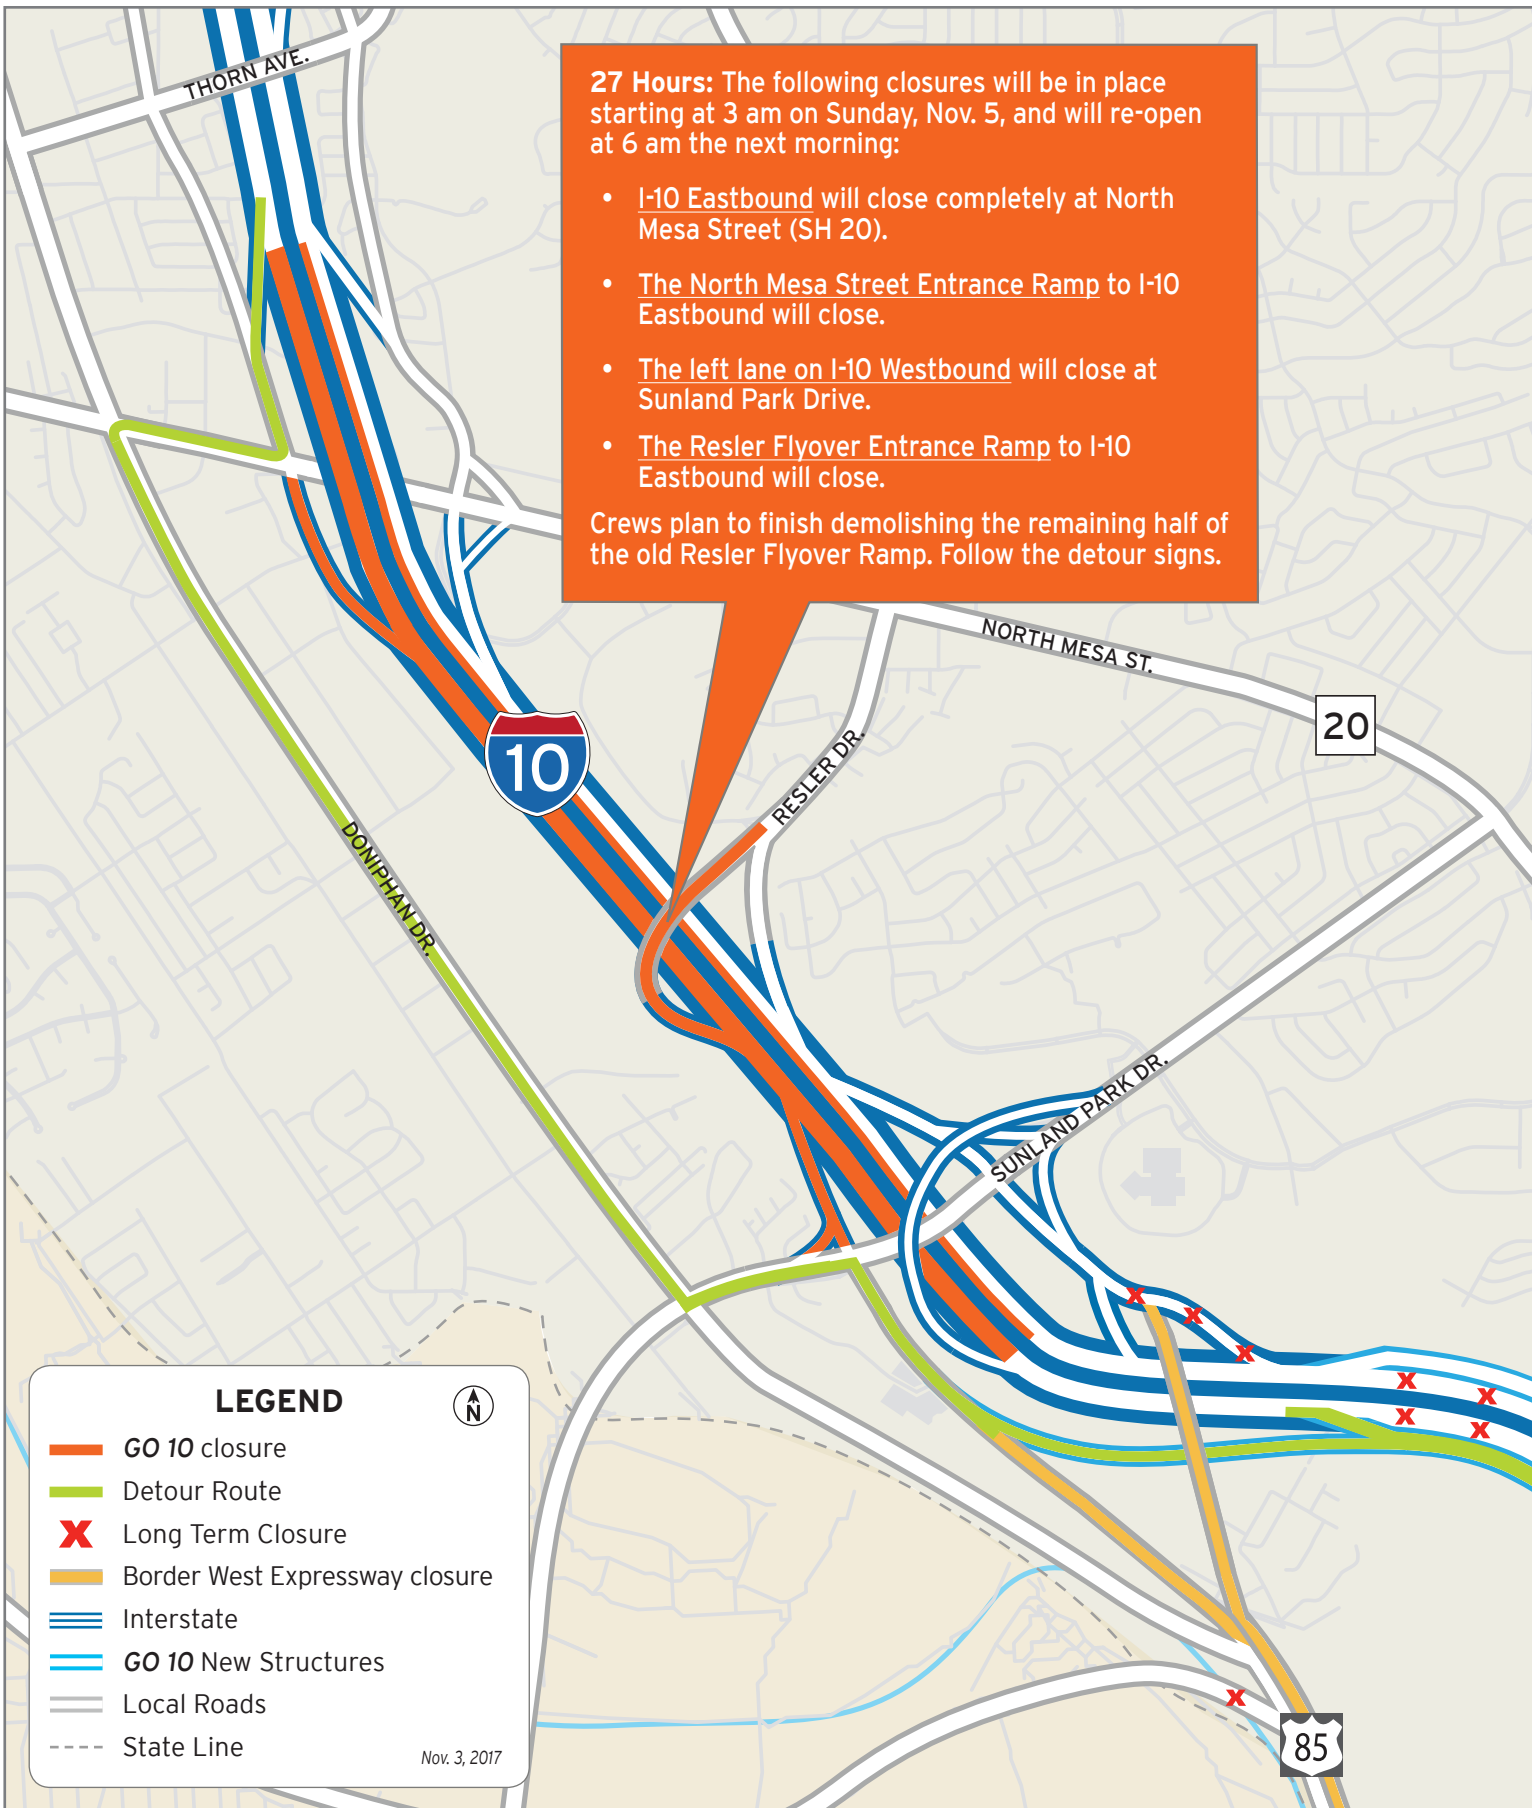 THORN AVE.
27 Hours: The following closures will be in place
starting at 3 am on Sunday, Nov. 5, and will re-open
at 6 am the next morning:
• I-10 Eastbound will close completely at North
Mesa Street (SH 20).
• The North Mesa Street Entrance Ramp to I-10
Eastbound will close.
• The left lane on I-10 Westbound will close at
Sunland Park Drive.
• The Resler Flyover Entrance Ramp to I-10
Eastbound will close.
Crews plan to finish demolishing the remaining half of
the old Resler Flyover Ramp. Follow the detour signs.
NORTH MESA ST.
20
10
RESLER DR.
DONIPHAN DR.
SUNLAND PARK DR.
LEGEND
N
GO 10 closure
Detour Route
X Long Term Closure
Border West Expressway closure
Interstate
GO 10 New Structures
Local Roads
State Line
Nov. 3, 2017
85